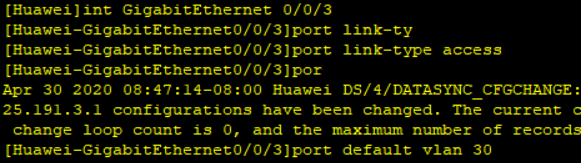 [Huawei]int GigabitEthernet 0/0/3
[Huawei-GigabitEthernet0/0/3]port link-ty
[Huawei-GigabitEthernet0/0/3]port link-type access
[Huawei-GigabitEthernet0/0/3]por
Apr 30 2020 08:47:14-08:00 Huawei DS/4/DATASYNC_CFGCHANGE:
25.191.3.1 configurations have been changed. The current c
change loop count is 0, and the maximum number of records
[Huawei-GigabitEthernet0/0/3]port default vlan 30